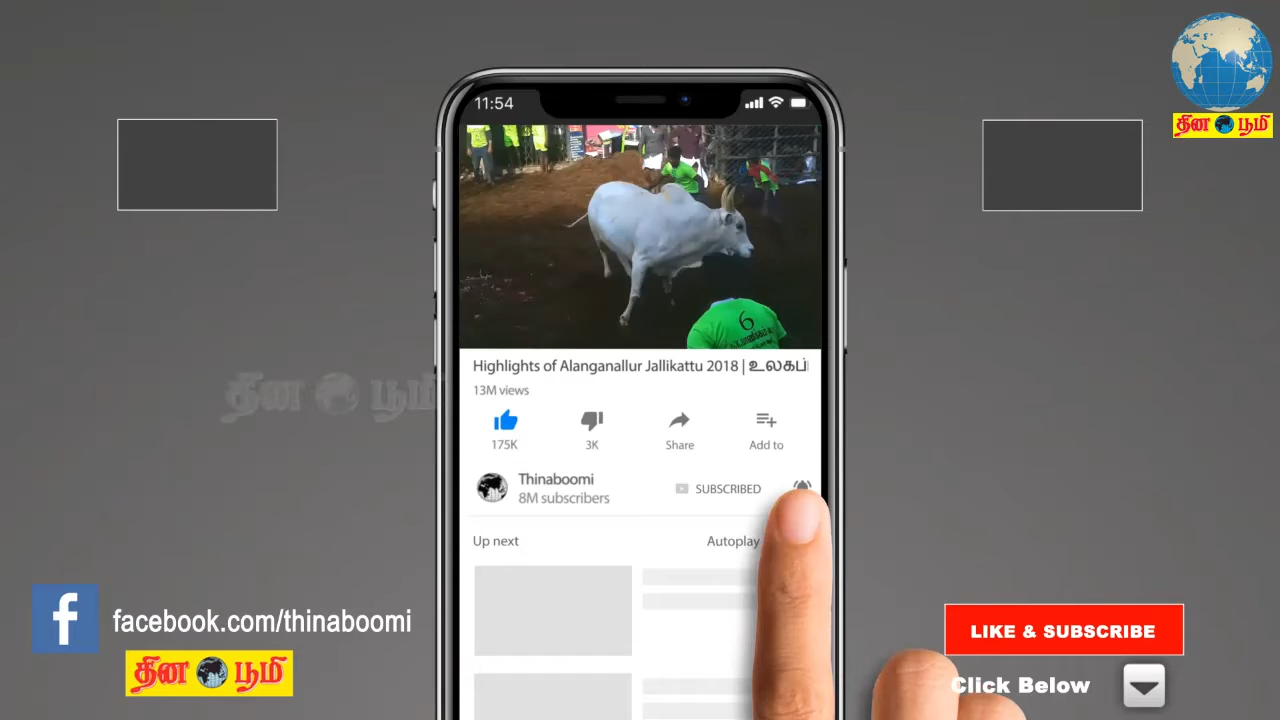 11:54
தின பூமி
6
Highlights of Alanganallur Jallikattu 2018 | உலகப்
13M views
175K
3K
Share
Add to
தின பூமி
Thinaboomi
8M subscribers
SUBSCRIBED
Up next
Autoplay
f facebook.com/thinaboomi
தின பூமி
LIKE & SUBSCRIBE
Click Below